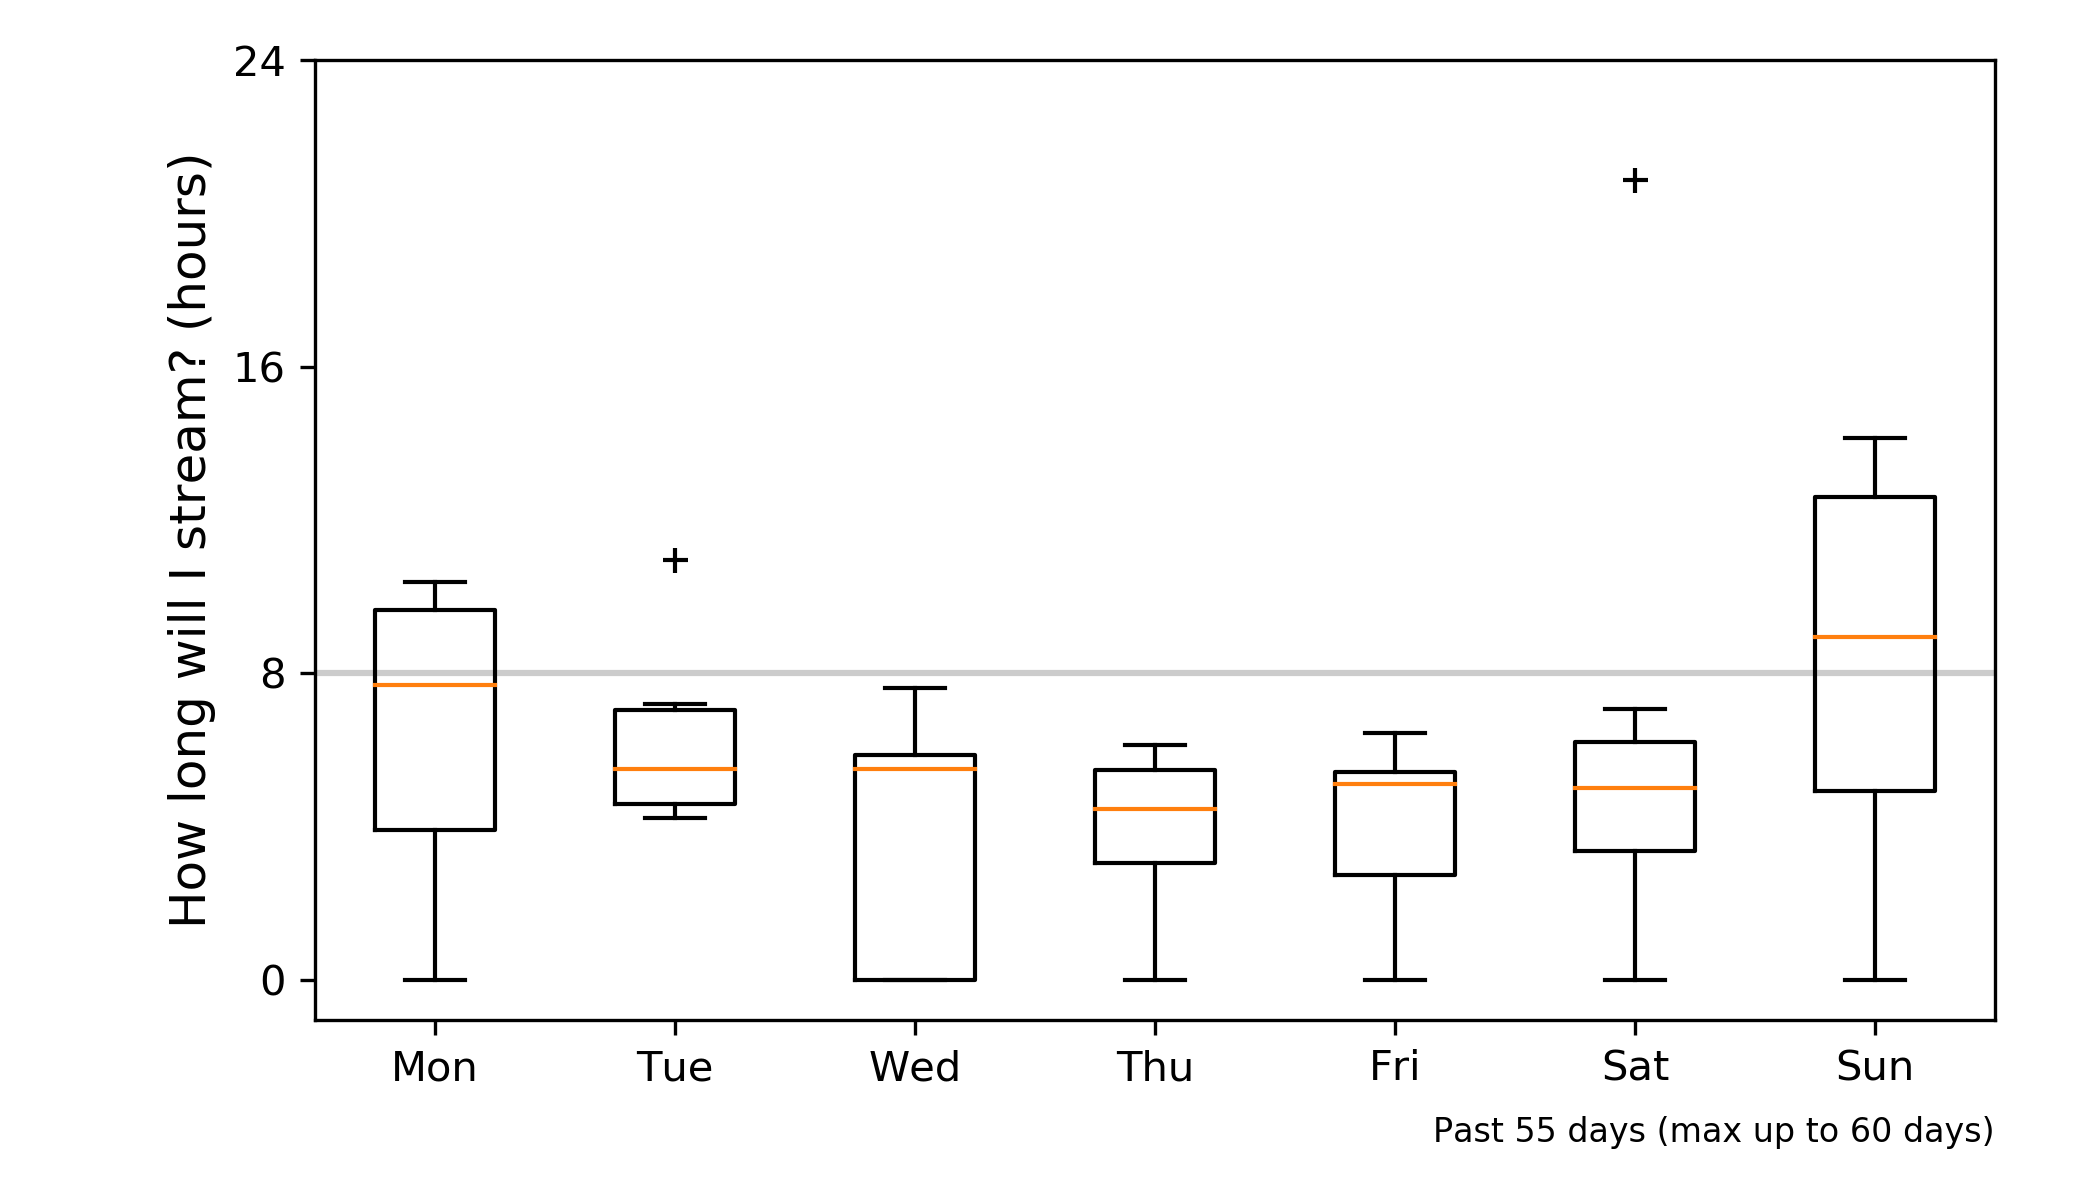 How long will I stream? (hours)
24
16
8
0
Mon Tue Wed Thu Fri Sat Sun
Past 55 days (max up to 60 days)